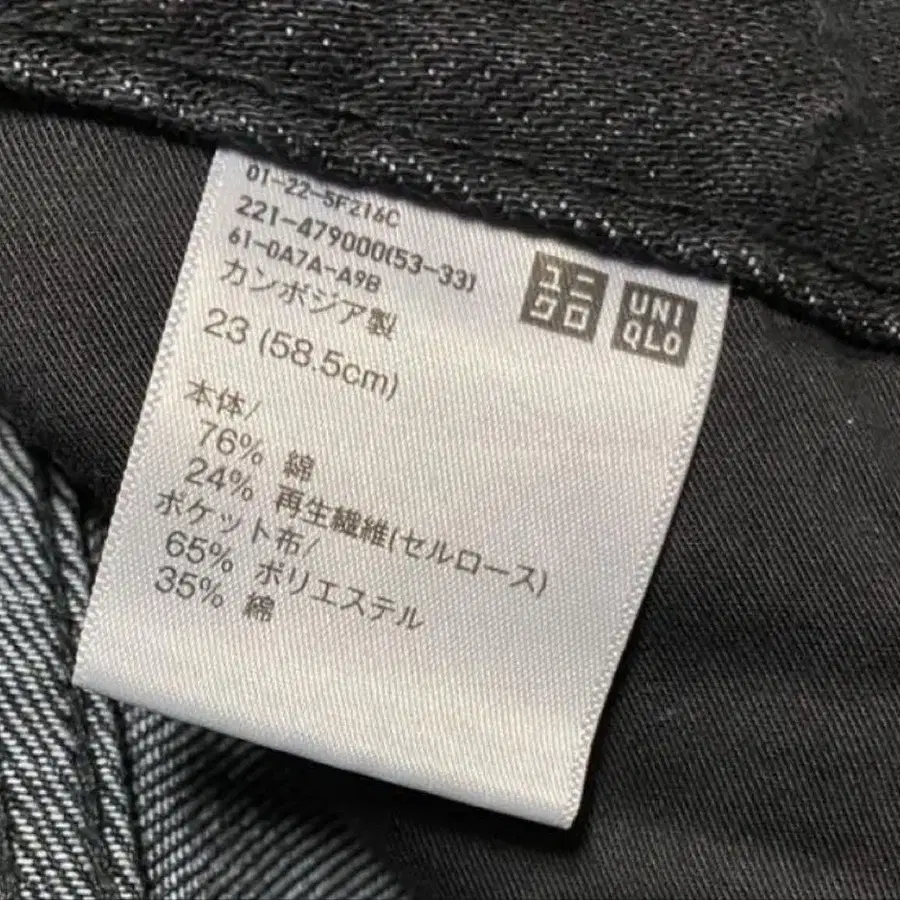 01-22-5F216C
221-479000(53-33)
61-0A7A-A9B
カンボジア製
23 (58.5cm)
ユニ
クロ
UNI
QLO
本体/
76% 綿
24% 再生繊維(セルロース)
ポケット布/
65% ポリエステル
35% 綿